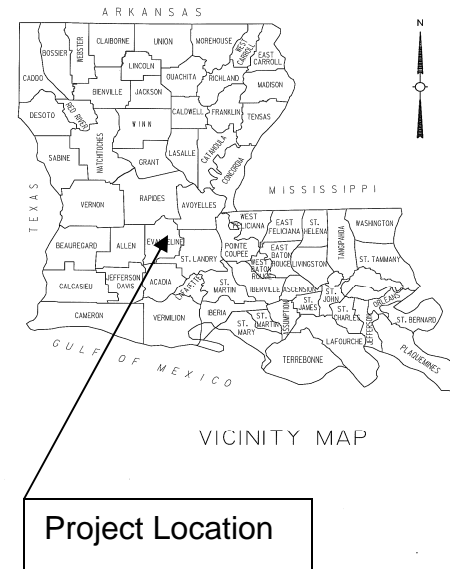 ARKANSAS
N
CLAIBORNE
UNION
MOREHOUSE
WEST CARROLL
EAST CARROLL
BOSSIER
WEBSTER
CADDO
LINCOLN
OUACHITA
RICHLAND
MADISON
BIENVILLE
JACKSON
DESOTO
RED RIVER
CALDWELL
FRANKLIN
TENSAS
WINN
NATCHITOCHES
SABINE
GRANT
LASALLE
CATAHOULA
CONCORDIA
TEXAS
MISSISSIPPI
VERNON
RAPIDES
AVOYELLES
WEST FELICIANA
EAST FELICIANA
ST. HELENA
TANGIPAHOA
WASHINGTON
BEAUREGARD
ALLEN
EVANGELINE
ST. LANDRY
POINTE COUPEE
WEST BATON ROUGE
EAST BATON ROUGE
LIVINGSTON
ST. TAMMANY
CALCASIEU
JEFFERSON DAVIS
ACADIA
LAFAYETTE
ST. MARTIN
IBERVILLE
ASCENSION
ST. JAMES
ST. JOHN
ST. CHARLES
ORLEANS
CAMERON
VERMILION
IBERIA
ST. MARY
ST. MARTIN
ASSUMPTION
LAFOURCHE
JEFFERSON
ST. BERNARD
PLAQUEMINES
TERREBONNE
GULF OF MEXICO
VICINITY MAP
Project Location